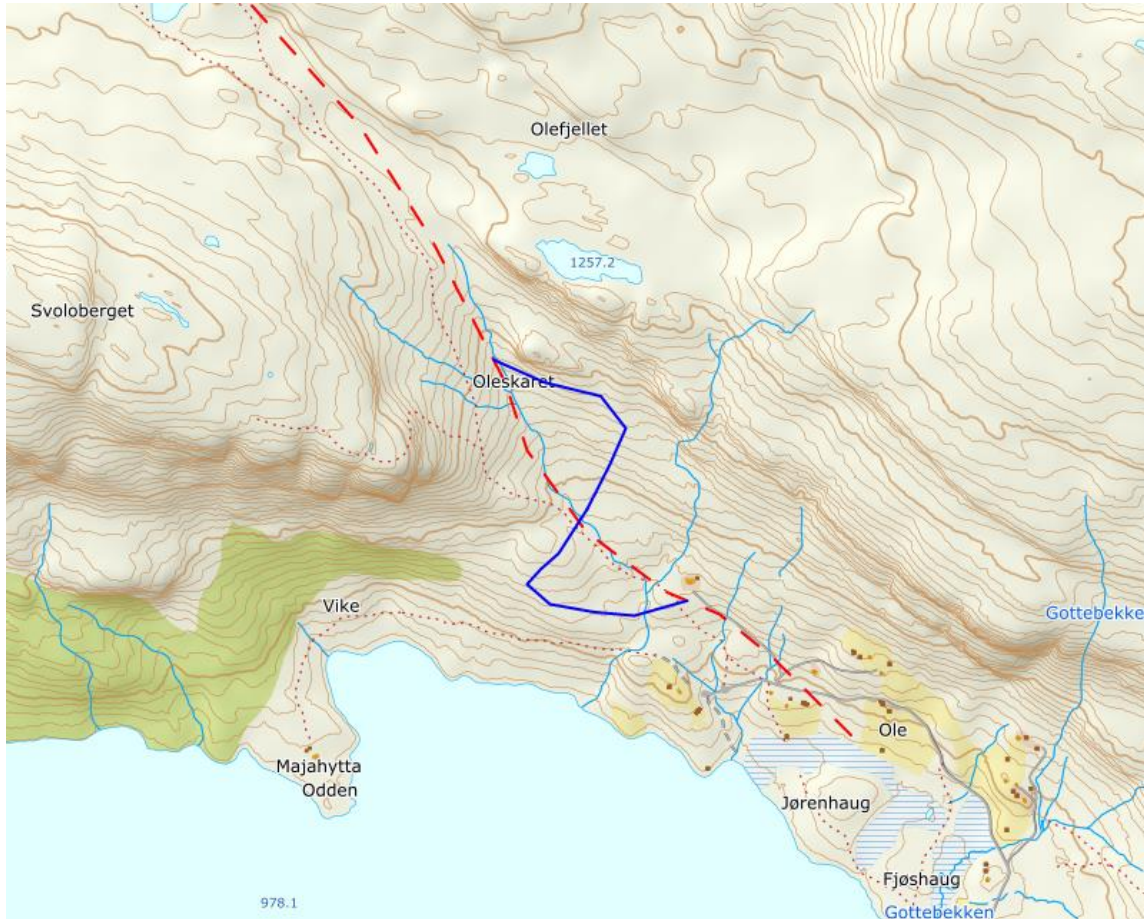 Olefjellet
1257.2
Svoloberget
Oleskaret
Vike
Gottebekke
Ole
Majahytta
Odden
Jørenhaug
Fjøshaug
978.1
Gottebekken